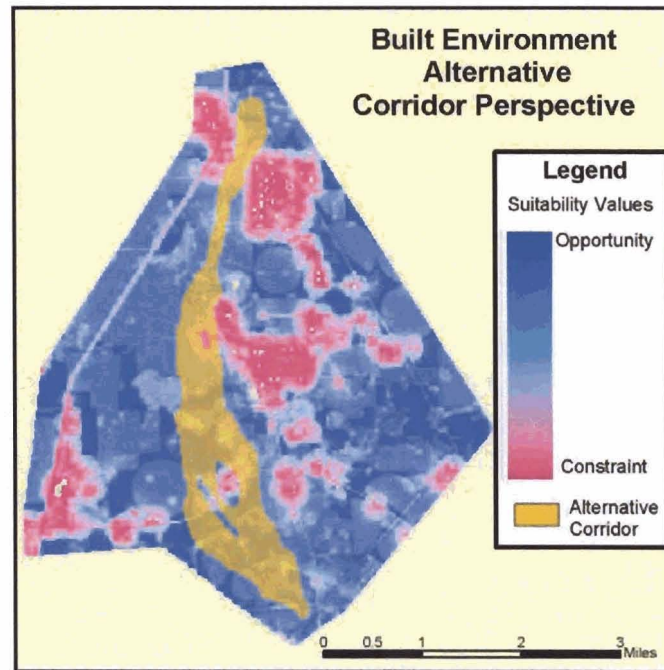 Built Environment
Alternative
Corridor Perspective
Legend
Suitability Values
Opportunity
Constraint
Alternative
Corridor
0 0.5 1 2 3
Miles